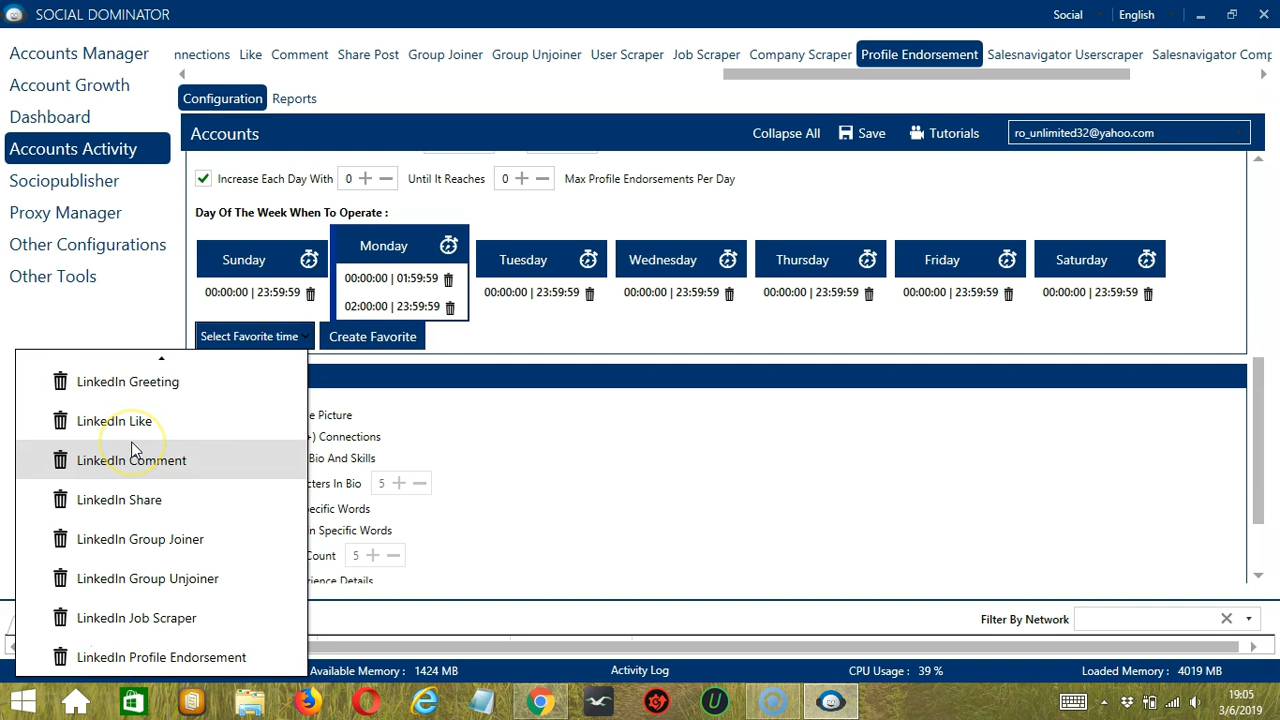 SOCIAL DOMINATOR
Social
English
Accounts Manager
Account Growth
Dashboard
Accounts Activity
Sociopublisher
Proxy Manager
Other Configurations
Other Tools
nnections Like Comment Share Post Group Joiner Group Unjoiner User Scraper Job Scraper Company Scraper Profile Endorsement Salesnavigator Userscraper Salesnavigator Comp
Configuration Reports
Accounts Collapse All Save Tutorials ro_unlimited32@yahoo.com
Increase Each Day With 0 Until It Reaches 0 Max Profile Endorsements Per Day
Day Of The Week When To Operate :
Sunday Monday Tuesday Wednesday Thursday Friday Saturday
00:00:00 | 01:59:59
00:00:00 | 23:59:59 02:00:00 | 23:59:59 00:00:00 | 23:59:59 00:00:00 | 23:59:59 00:00:00 | 23:59:59 00:00:00 | 23:59:59 00:00:00 | 23:59:59
Select Favorite time Create Favorite
LinkedIn Greeting
LinkedIn Like
LinkedIn Comment
LinkedIn Share
LinkedIn Group Joiner
LinkedIn Group Unjoiner
LinkedIn Job Scraper
LinkedIn Profile Endorsement
e Picture
+) Connections
Bio And Skills
cters In Bio 5
ecific Words
n Specific Words
Count 5
erience Details
Filter By Network
Available Memory : 1424 MB Activity Log CPU Usage : 39 % Loaded Memory : 4019 MB
19:05
3/6/2019